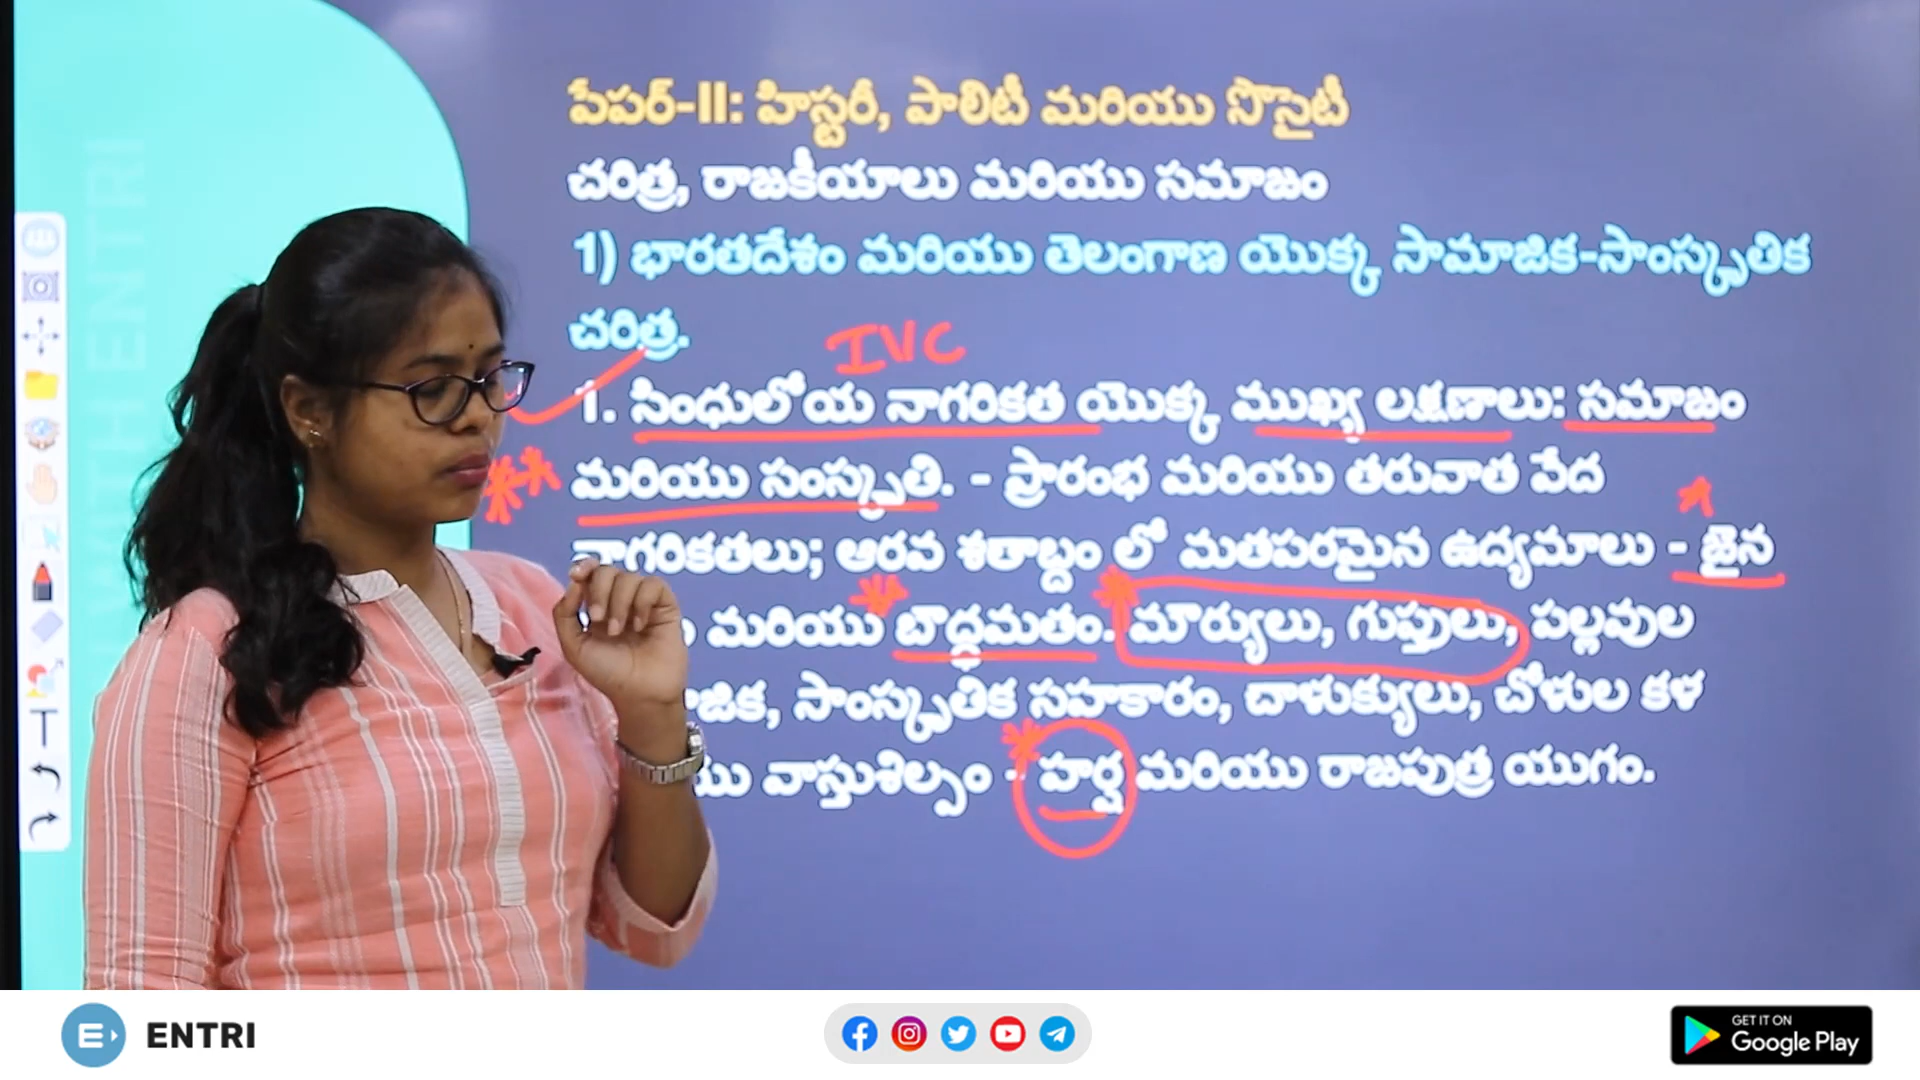 పేపర్-II: హిస్టరీ, పాలిటీ మరియు సొసైటీ
చరిత్ర, రాజకీయాలు మరియు సమాజం
1) భారతదేశం మరియు తెలంగాణ యొక్క సామాజిక-సాంస్కృతిక
చరిత్ర.
IVC
1. సింధులోయ నాగరికత యొక్క ముఖ్య లక్షణాలు: సమాజం
మరియు సంస్కృతి. - ప్రారంభ మరియు తరువాత వేద
నాగరికతలు; ఆరవ శతాబ్దం లో మతపరమైన ఉద్యమాలు - జైన
మరియు బౌద్ధమతం. మౌర్యులు, గుప్తులు, పల్లవుల
జిక, సాంస్కృతిక సహకారం, చాళుక్యులు, చోళుల కళ
యు వాస్తుశిల్పం - హర్ష మరియు రాజపుత్ర యుగం.
WITH ENTRI
T
E ENTRI
GET IT ON
Google Play